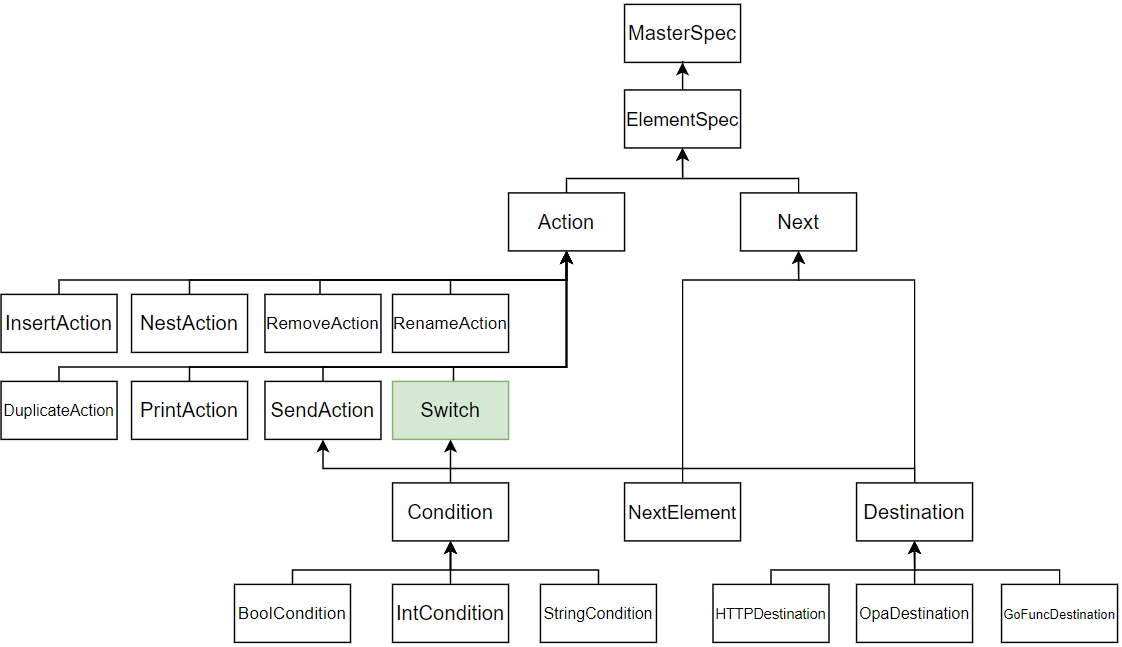 MasterSpec
ElementSpec
Action
Next
InsertAction
NestAction
RemoveAction
RenameAction
DuplicateAction
PrintAction
SendAction
Switch
Condition
NextElement
Destination
BoolCondition
IntCondition
StringCondition
HTTPDestination
OpaDestination
GoFuncDestination